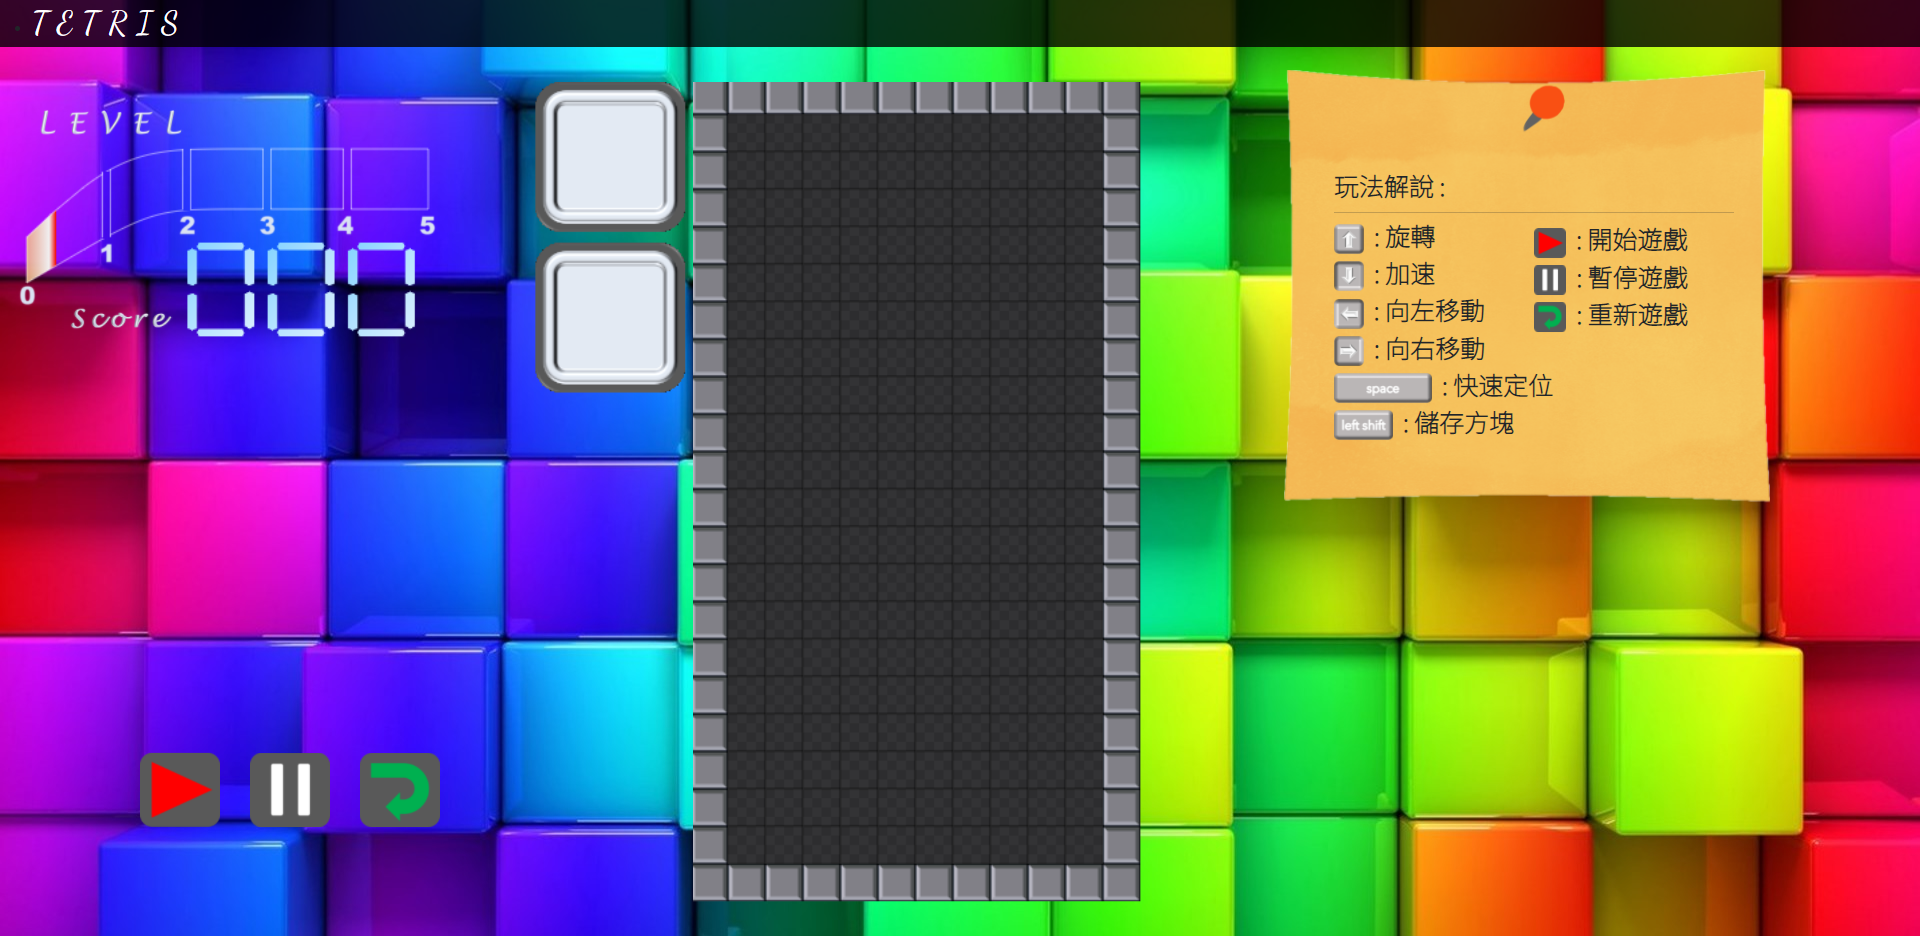 TETRIS
LEVEL
0 1 2 3 4 5
Score 000
玩法解說 :
: 旋轉
: 加速
: 向左移動
: 向右移動
space : 快速定位
left shift : 儲存方塊
: 開始遊戲
: 暫停遊戲
: 重新遊戲